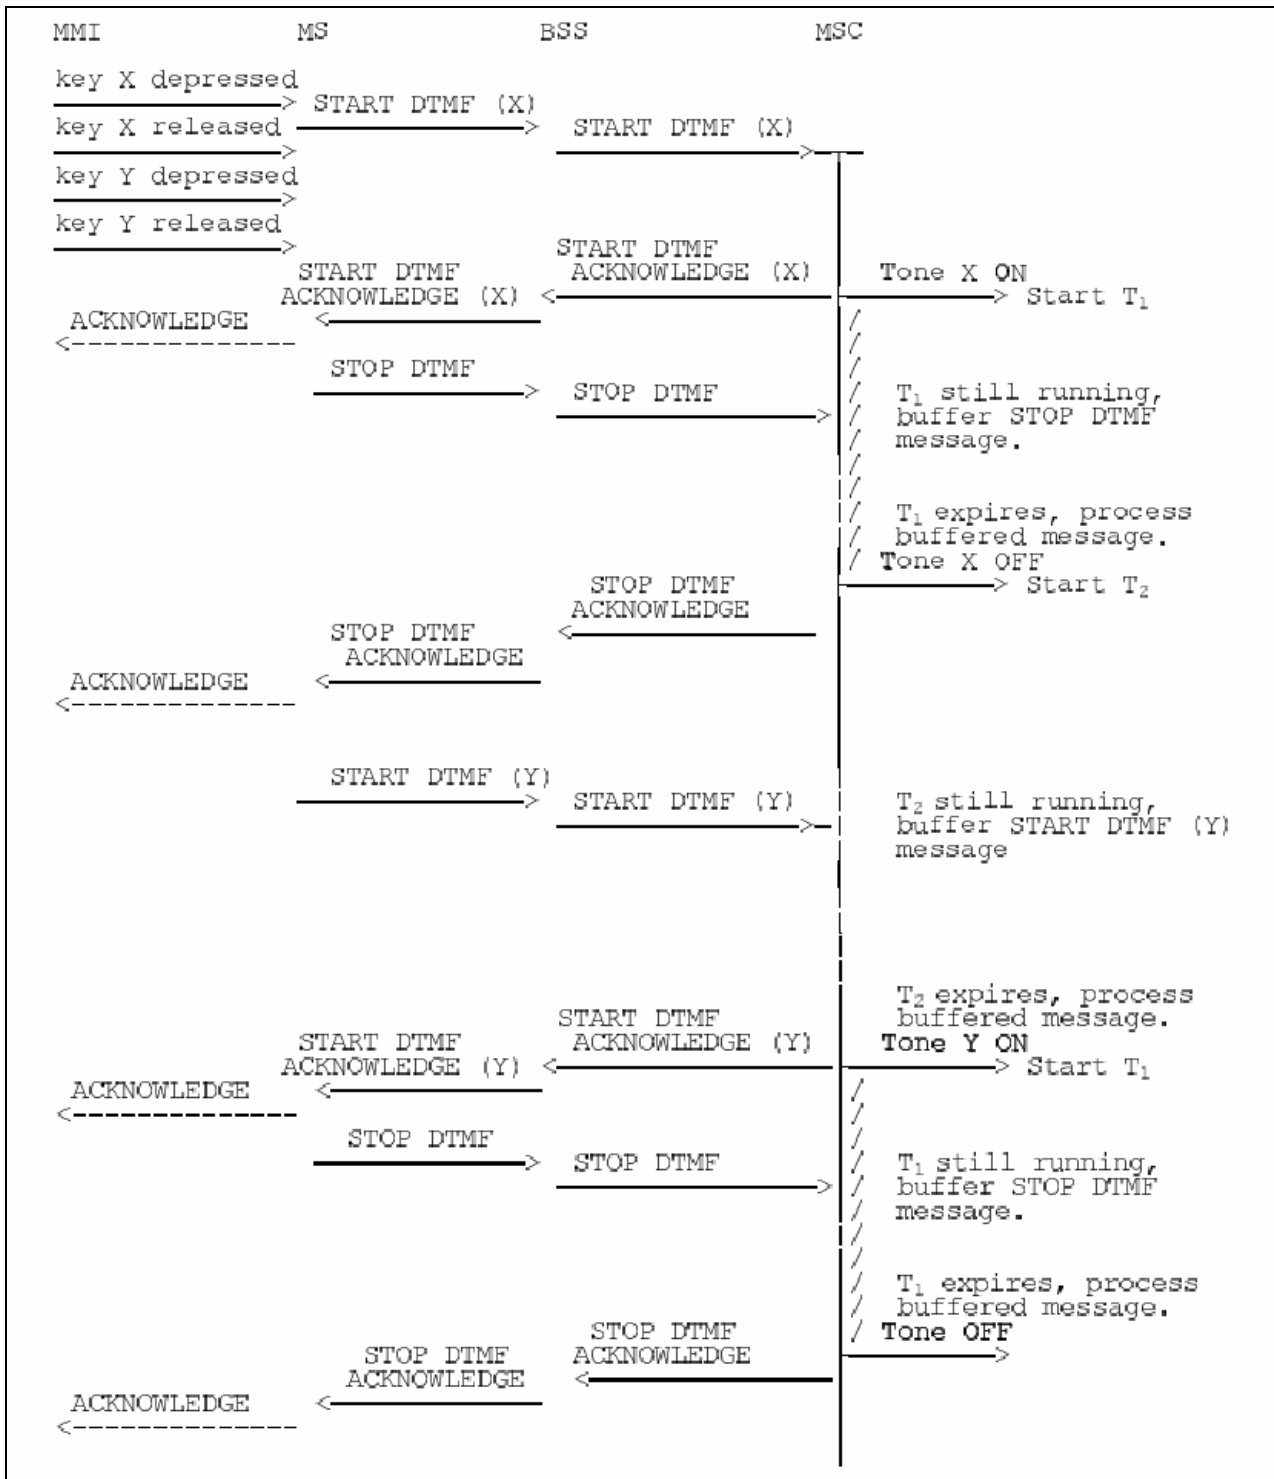 MMI MS BSS MSC
key X depressed
START DTMF (X)
key X released
START DTMF (X)
key Y depressed
key Y released
START DTMF
ACKNOWLEDGE (X)
Tone X ON
START DTMF
ACKNOWLEDGE (X)
Start T1
ACKNOWLEDGE
STOP DTMF
STOP DTMF
T1 still running,
buffer STOP DTMF
message.
T1 expires, process
buffered message.
Tone X OFF
Start T2
STOP DTMF
ACKNOWLEDGE
STOP DTMF
ACKNOWLEDGE
ACKNOWLEDGE
START DTMF (Y)
START DTMF (Y)
T2 still running,
buffer START DTMF (Y)
message
T2 expires, process
buffered message.
START DTMF
ACKNOWLEDGE (Y)
Tone Y ON
START DTMF
ACKNOWLEDGE (Y)
Start T1
ACKNOWLEDGE
STOP DTMF
STOP DTMF
T1 still running,
buffer STOP DTMF
message.
T1 expires, process
buffered message.
Tone OFF
STOP DTMF
ACKNOWLEDGE
STOP DTMF
ACKNOWLEDGE
ACKNOWLEDGE